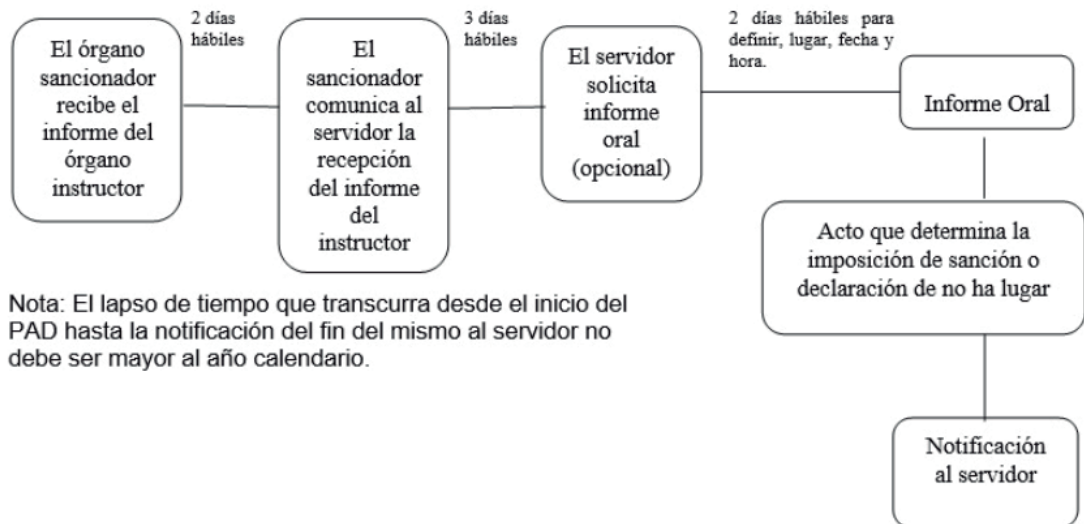 El órgano
sancionador
recibe el
informe del
órgano
instructor
2 días
hábiles
El
sancionador
comunica al
servidor la
recepción
del informe
del
instructor
3 días
hábiles
El servidor
solicita
informe
oral
(opcional)
2 días hábiles para
definir, lugar, fecha y
hora.
Informe Oral
Acto que determina la
imposición de sanción o
declaración de no ha lugar
Notificación
al servidor
Nota: El lapso de tiempo que transcurra desde el inicio del
PAD hasta la notificación del fin del mismo al servidor no
debe ser mayor al año calendario.